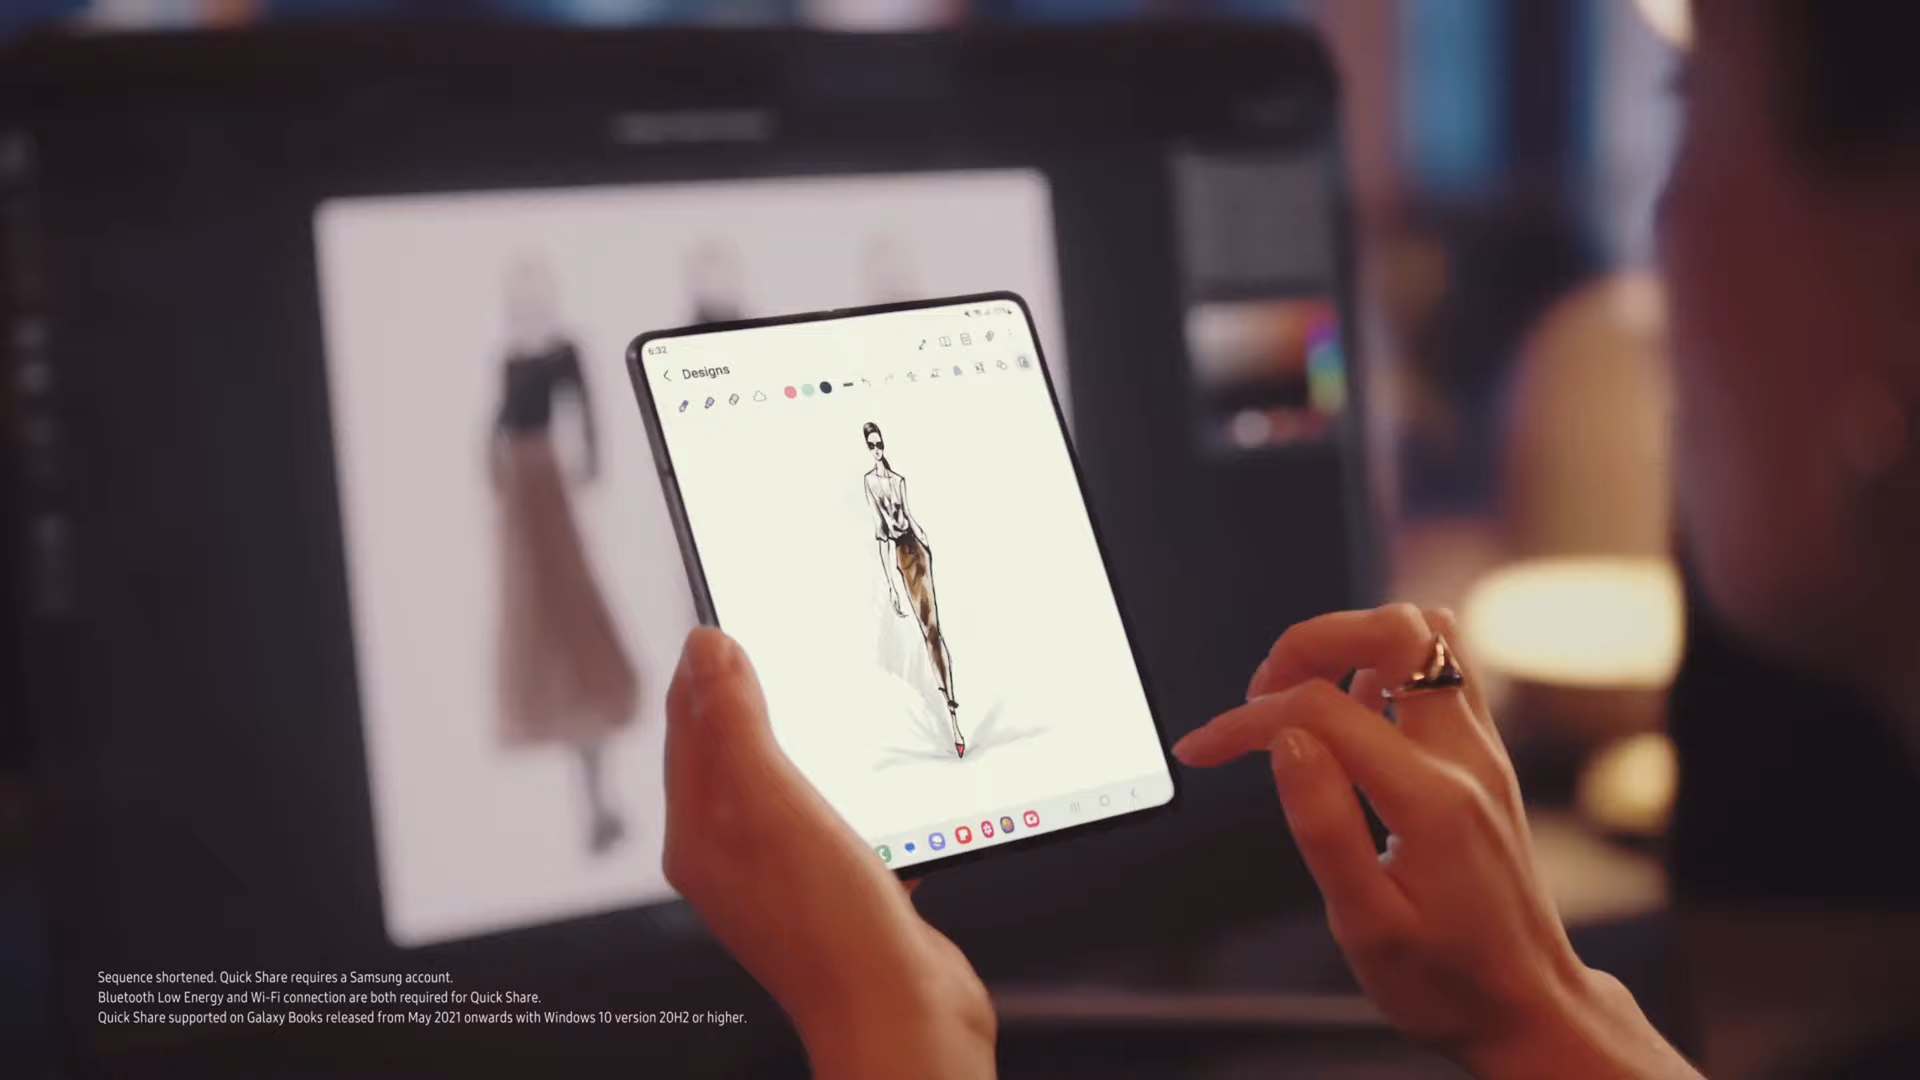 6:32
Designs
Sequence shortened. Quick Share requires a Samsung account.
Bluetooth Low Energy and Wi-Fi connection are both required for Quick Share.
Quick Share supported on Galaxy Books released from May 2021 onwards with Windows 10 version 20H2 or higher.